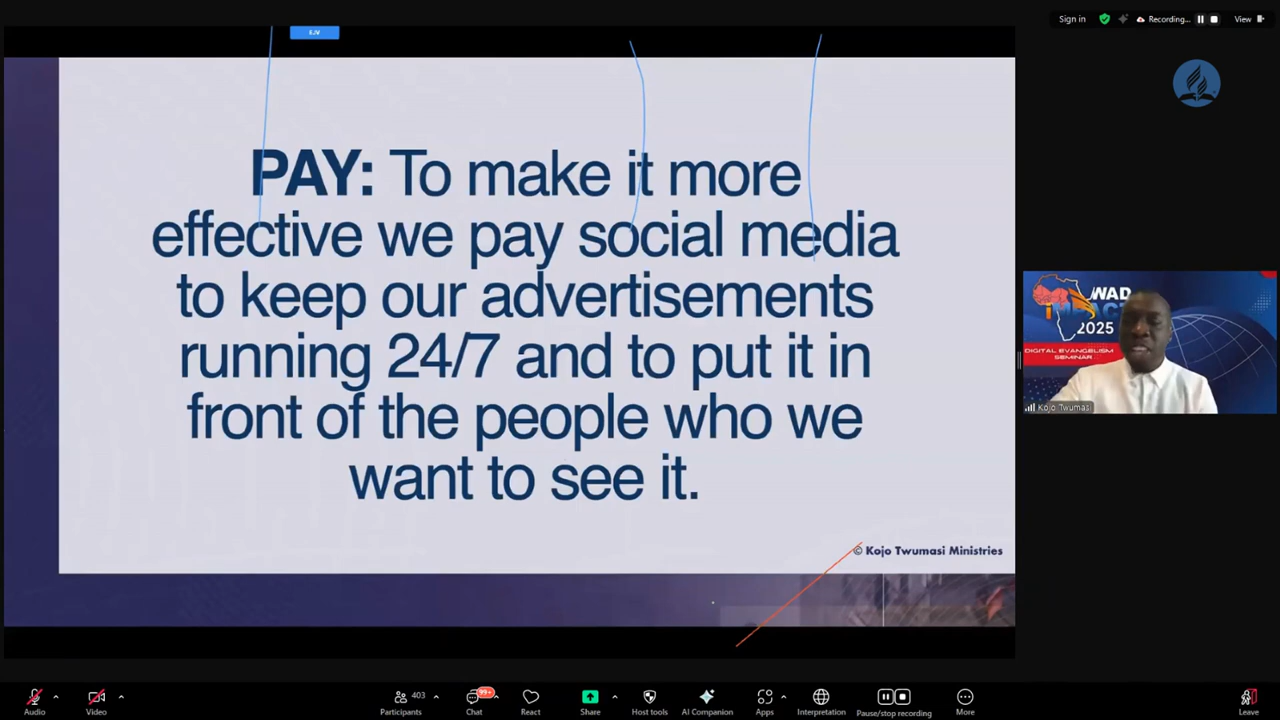 Sign in
Recording...
View
EJV
PAY: To make it more
effective we pay social media
to keep our advertisements
running 24/7 and to put it in
front of the people who we
want to see it.
© Kojo Twumasi Ministries
WAD
2025
DIGITAL EVANGELISM
SEMINAR
Kojo Twumasi
Audio
Video
403
Participants
99+
Chat
React
Share
Host tools
AI Companion
Apps
Interpretation
Pause/stop recording
More
Leave